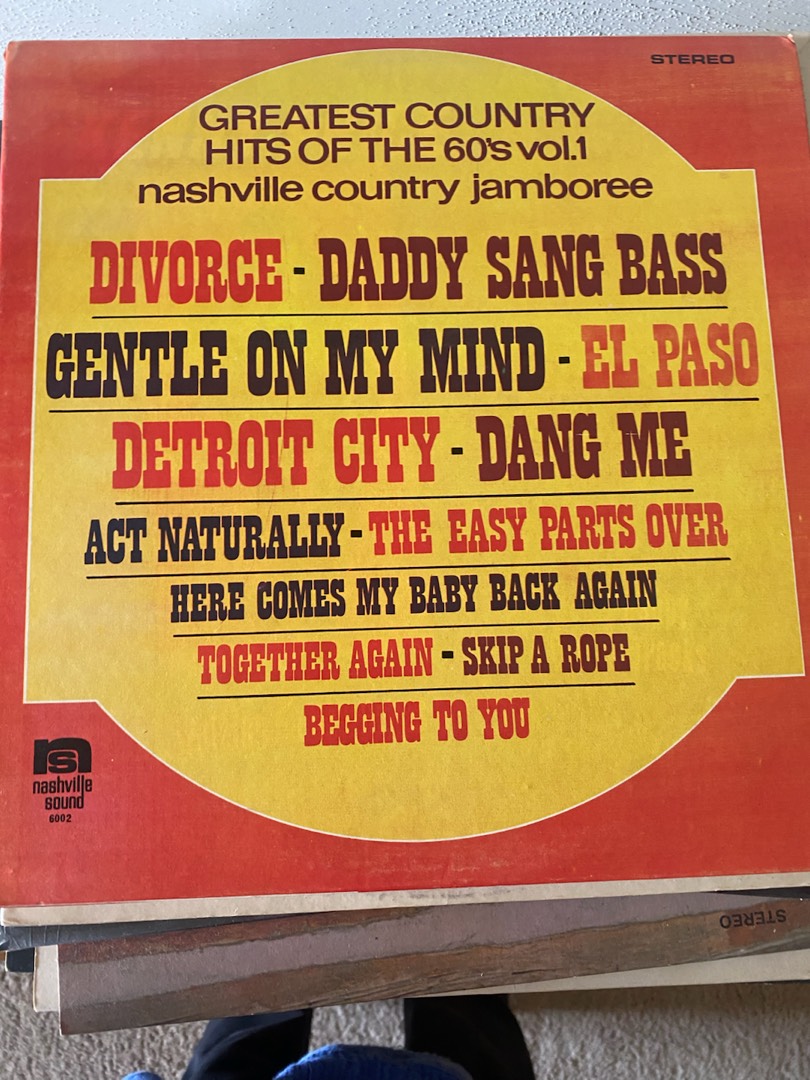 STEREO
GREATEST COUNTRY
HITS OF THE 60's vol.1
nashville country jamboree
DIVORCE - DADDY SANG BASS
GENTLE ON MY MIND - EL PASO
DETROIT CITY - DANG ME
ACT NATURALLY - THE EASY PARTS OVER
HERE COMES MY BABY BACK AGAIN
TOGETHER AGAIN - SKIP A ROPE
BEGGING TO YOU
ns
nashville
sound
6002
STEREO